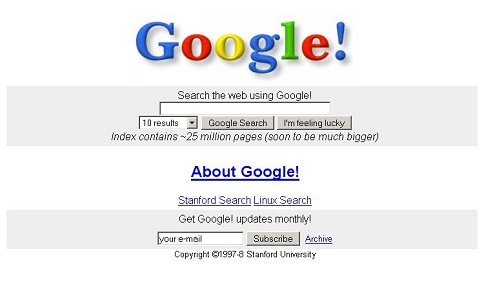 Google!
Search the web using Google!
10 results Google Search I'm feeling lucky
Index contains ~25 million pages (soon to be much bigger)
About Google!
Stanford Search Linux Search
Get Google! updates monthly!
your e-mail Subscribe Archive
Copyright ©1997-8 Stanford University